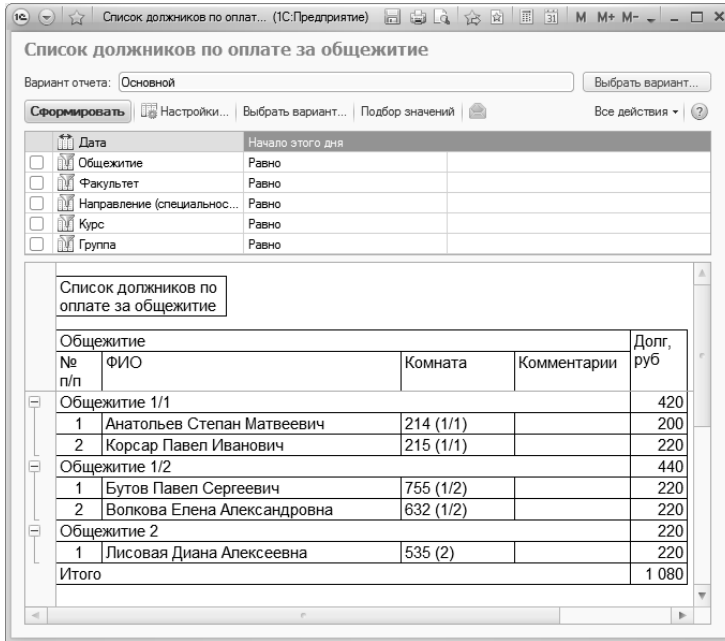 1С Список должников по оплат... (1С:Предприятие) 31 M M+ M-
Список должников по оплате за общежитие
Вариант отчета: Основной Выбрать вариант...
Сформировать Настройки... Выбрать вариант... Подбор значений Все действия ?
Дата Начало этого дня
Общежитие Равно
Факультет Равно
Направление (специальнос... Равно
Курс Равно
Группа Равно
Список должников по
оплате за общежитие
Общежитие Долг,
№ ФИО Комната Комментарии руб
п/п
Общежитие 1/1 420
1 Анатольев Степан Матвеевич 214 (1/1) 200
2 Корсар Павел Иванович 215 (1/1) 220
Общежитие 1/2 440
1 Бутов Павел Сергеевич 755 (1/2) 220
2 Волкова Елена Александровна 632 (1/2) 220
Общежитие 2 220
1 Лисовая Диана Алексеевна 535 (2) 220
Итого 1 080